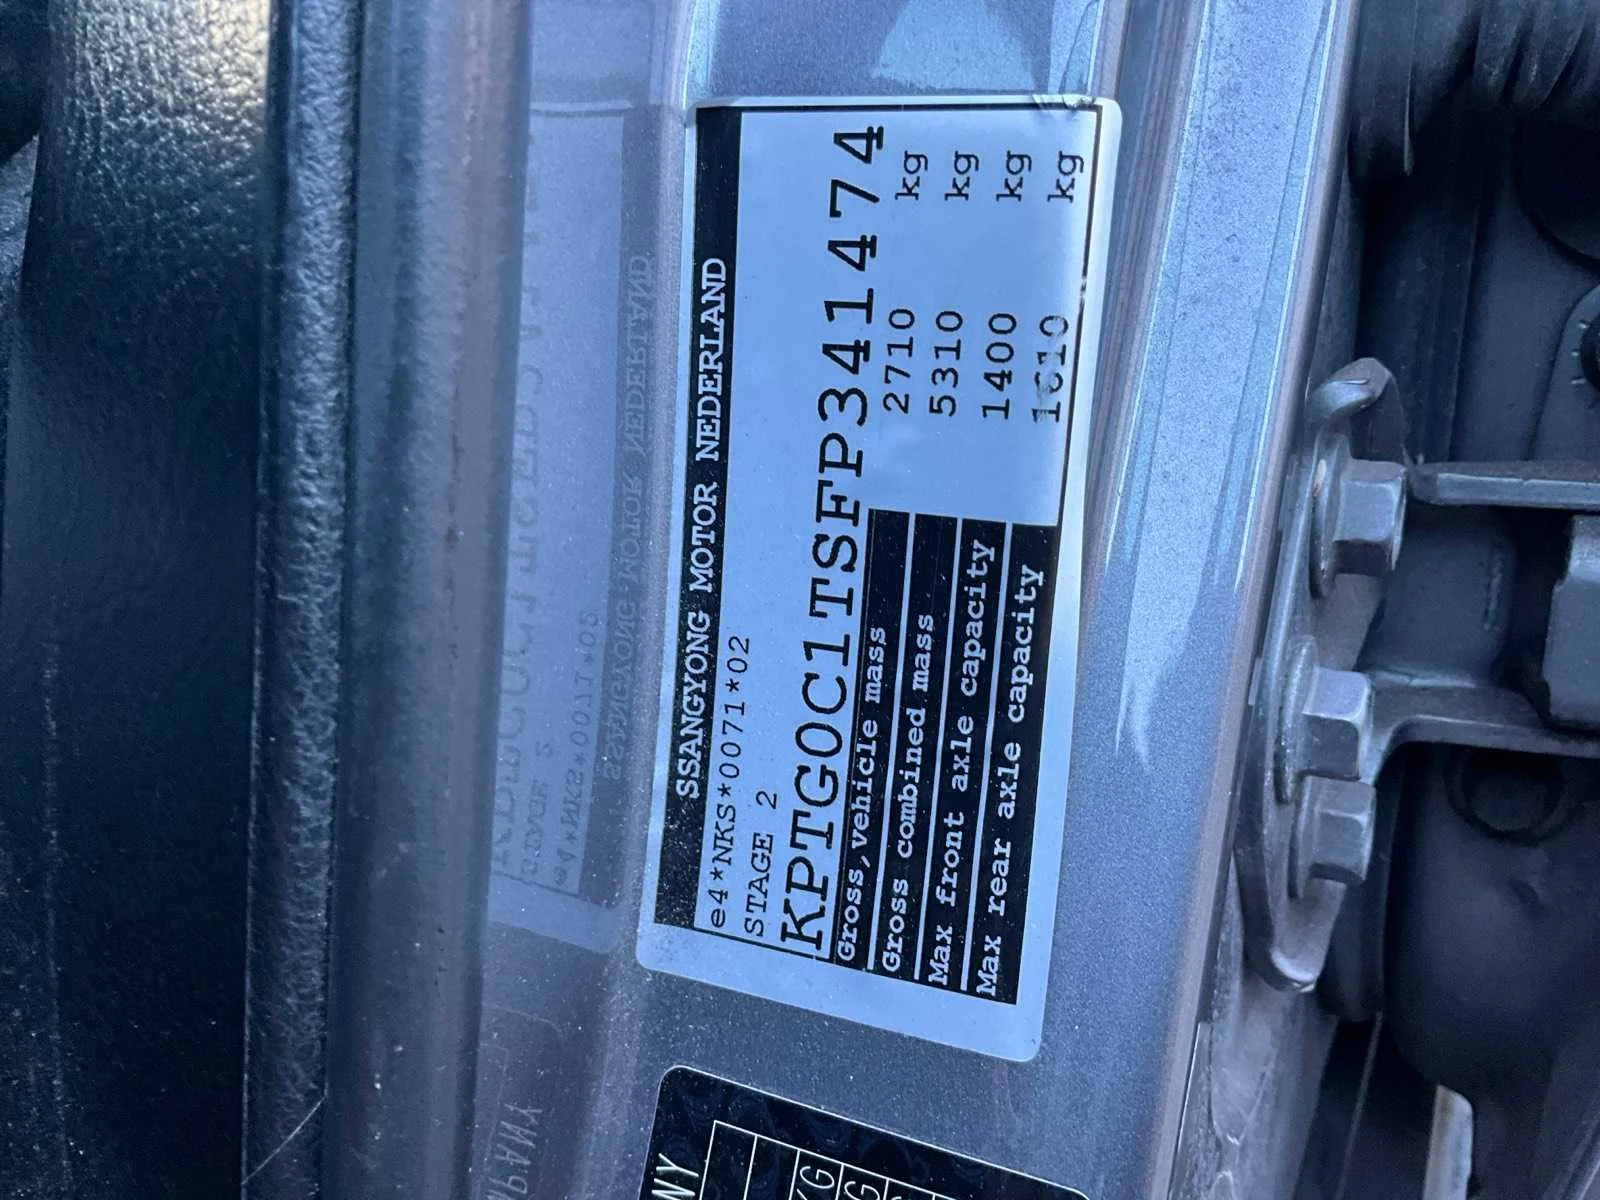 SSANGYONG MOTOR NEDERLAND
e4*NKS*0071*02
STAGE 2
KPTG0C1TSFP341474
Gross,vehicle mass 2710 kg
Gross combined mass 5310 kg
Max front axle capacity 1400 kg
Max rear axle capacity 1610 kg
NY